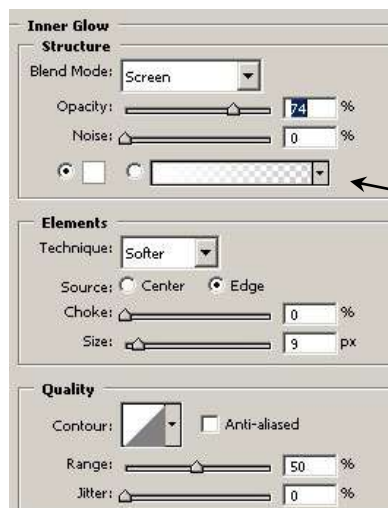 Inner Glow
Structure
Blend Mode: Screen
Opacity: 74 %
Noise: 0 %
Elements
Technique: Softer
Source: Center Edge
Choke: 0 %
Size: 9 px
Quality
Contour: Anti-aliased
Range: 50 %
Jitter: 0 %